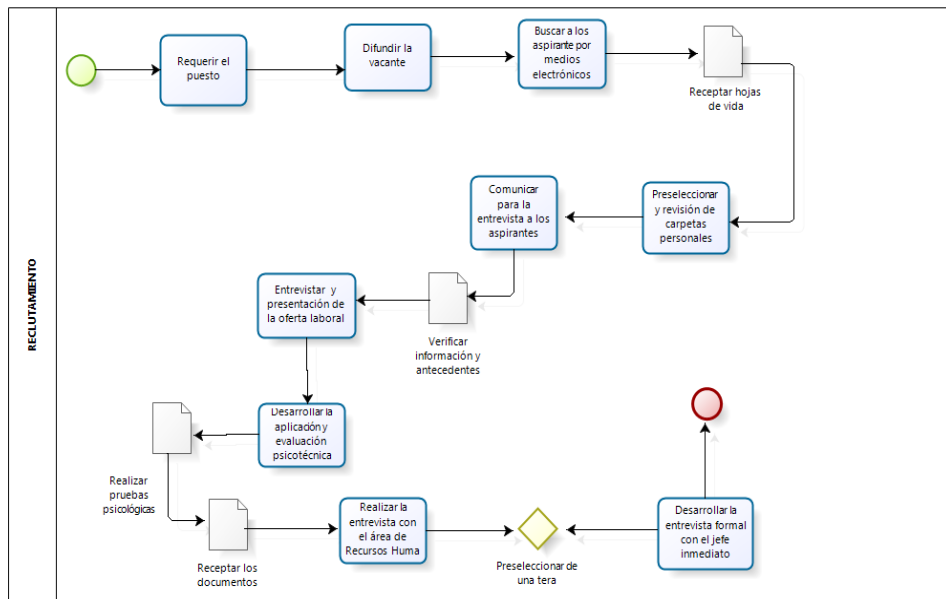 RECLUTAMIENTO
Requerir el
puesto
Difundir la
vacante
Buscar a los
aspirante por
medios
electrónicos
Receptar hojas
de vida
Preseleccionar
y revisión de
carpetas
personales
Comunicar
para la
entrevista a los
aspirantes
Verificar
información y
antecedentes
Entrevistar y
presentación de
la oferta laboral
Desarrollar la
aplicación y
evaluación
psicotécnica
Realizar
pruebas
psicológicas
Receptar los
documentos
Realizar la
entrevista con
el área de
Recursos Huma
Preseleccionar de
una tera
Desarrollar la
entrevista formal
con el jefe
inmediato